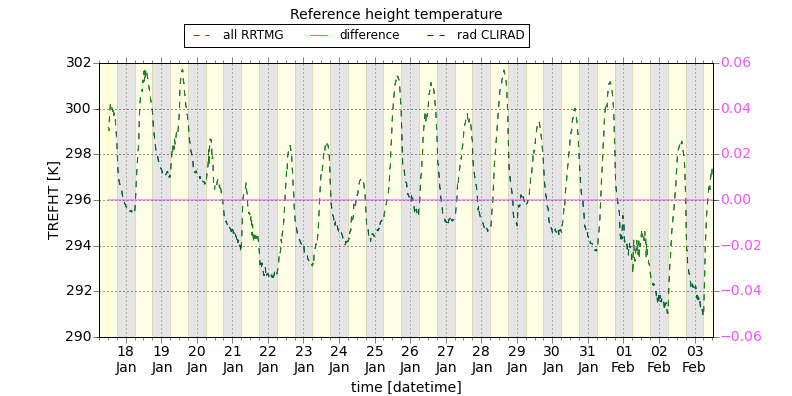 Reference height temperature
all RRTMG difference rad CLIRAD
302 0.06
300 0.04
298 0.02
296 0.00
294 −0.02
292 −0.04
290 −0.06
TREFHT [K]
18 19 20 21 22 23 24 25 26 27 28 29 30 31 01 02 03
Jan Jan Jan Jan Jan Jan Jan Jan Jan Jan Jan Jan Jan Jan Feb Feb Feb
time [datetime]